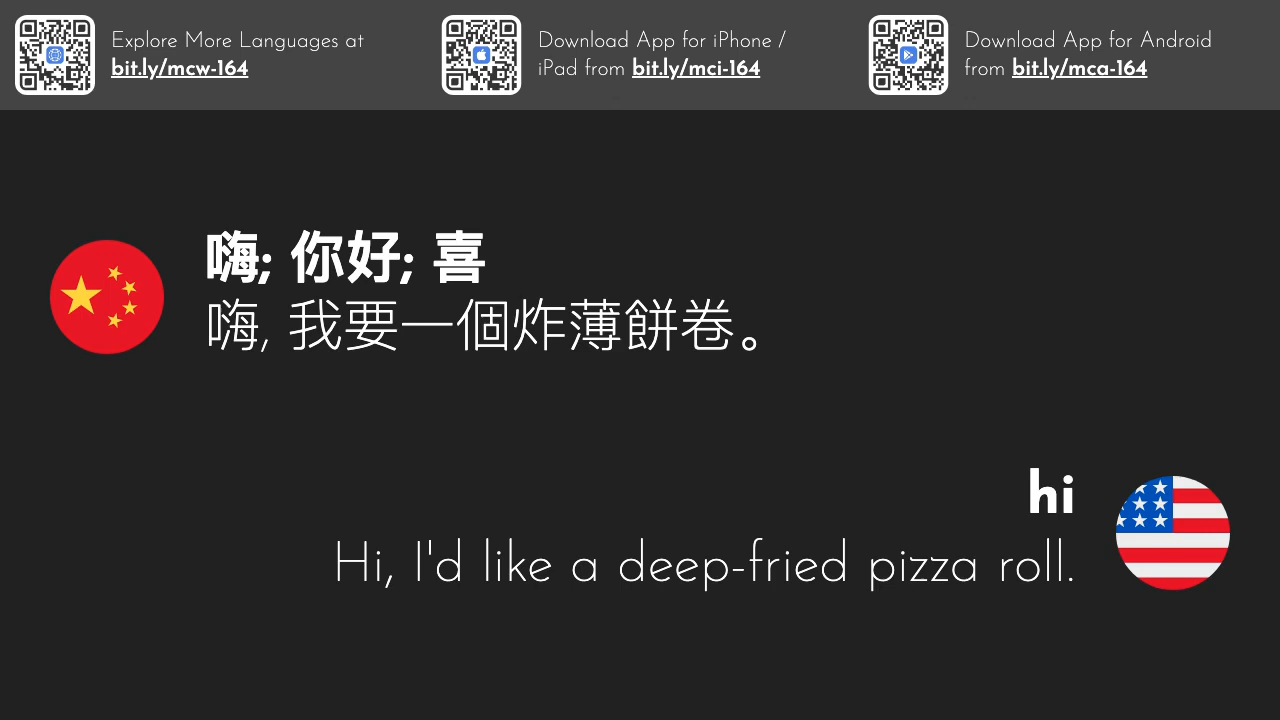 Explore More Languages at
bit.ly/mcw-164
Download App for iPhone /
iPad from bit.ly/mci-164
Download App for Android
from bit.ly/mca-164
嗨; 你好; 喜
嗨, 我要一個炸薄餅卷。
hi
Hi, I'd like a deep-fried pizza roll.